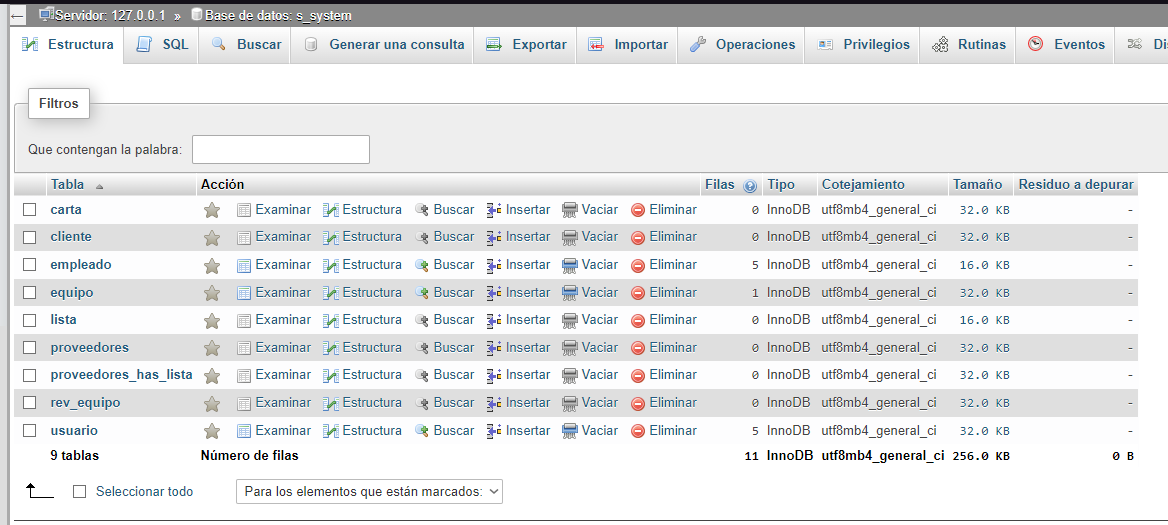 Servidor: 127.0.0.1 » Base de datos: s_system
Estructura SQL Buscar Generar una consulta Exportar Importar Operaciones Privilegios Rutinas Eventos
Filtros
Que contengan la palabra:
Tabla Acción Filas Tipo Cotejamiento Tamaño Residuo a depurar
carta Examinar Estructura Buscar Insertar Vaciar Eliminar 0 InnoDB utf8mb4_general_ci 32.0 KB -
cliente Examinar Estructura Buscar Insertar Vaciar Eliminar 0 InnoDB utf8mb4_general_ci 32.0 KB -
empleado Examinar Estructura Buscar Insertar Vaciar Eliminar 5 InnoDB utf8mb4_general_ci 16.0 KB -
equipo Examinar Estructura Buscar Insertar Vaciar Eliminar 1 InnoDB utf8mb4_general_ci 32.0 KB -
lista Examinar Estructura Buscar Insertar Vaciar Eliminar 0 InnoDB utf8mb4_general_ci 16.0 KB -
proveedores Examinar Estructura Buscar Insertar Vaciar Eliminar 0 InnoDB utf8mb4_general_ci 32.0 KB -
proveedores_has_lista Examinar Estructura Buscar Insertar Vaciar Eliminar 0 InnoDB utf8mb4_general_ci 32.0 KB -
rev_equipo Examinar Estructura Buscar Insertar Vaciar Eliminar 0 InnoDB utf8mb4_general_ci 32.0 KB -
usuario Examinar Estructura Buscar Insertar Vaciar Eliminar 5 InnoDB utf8mb4_general_ci 32.0 KB -
9 tablas Número de filas 11 InnoDB utf8mb4_general_ci 256.0 KB 0 B
Seleccionar todo Para los elementos que están marcados: